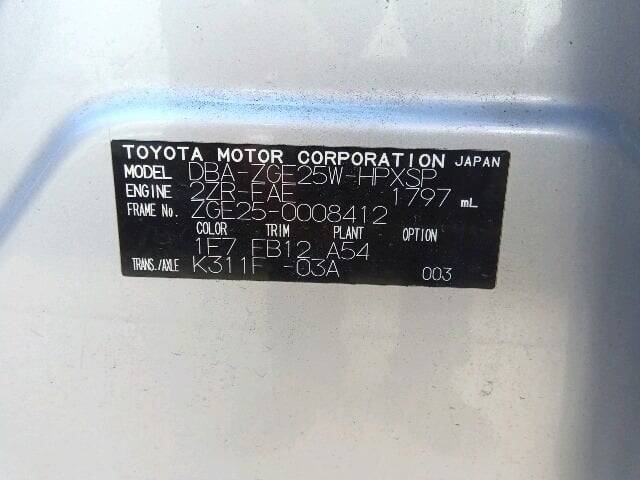 TOYOTA MOTOR CORPORATION JAPAN
MODEL DBA-ZGE25W-HPXSP
ENGINE 2ZR-FAE 1797 mL
FRAME No. ZGE25-0008412
COLOR TRIM PLANT OPTION
1F7 FB12 A54
TRANS./AXLE K311F -03A 003